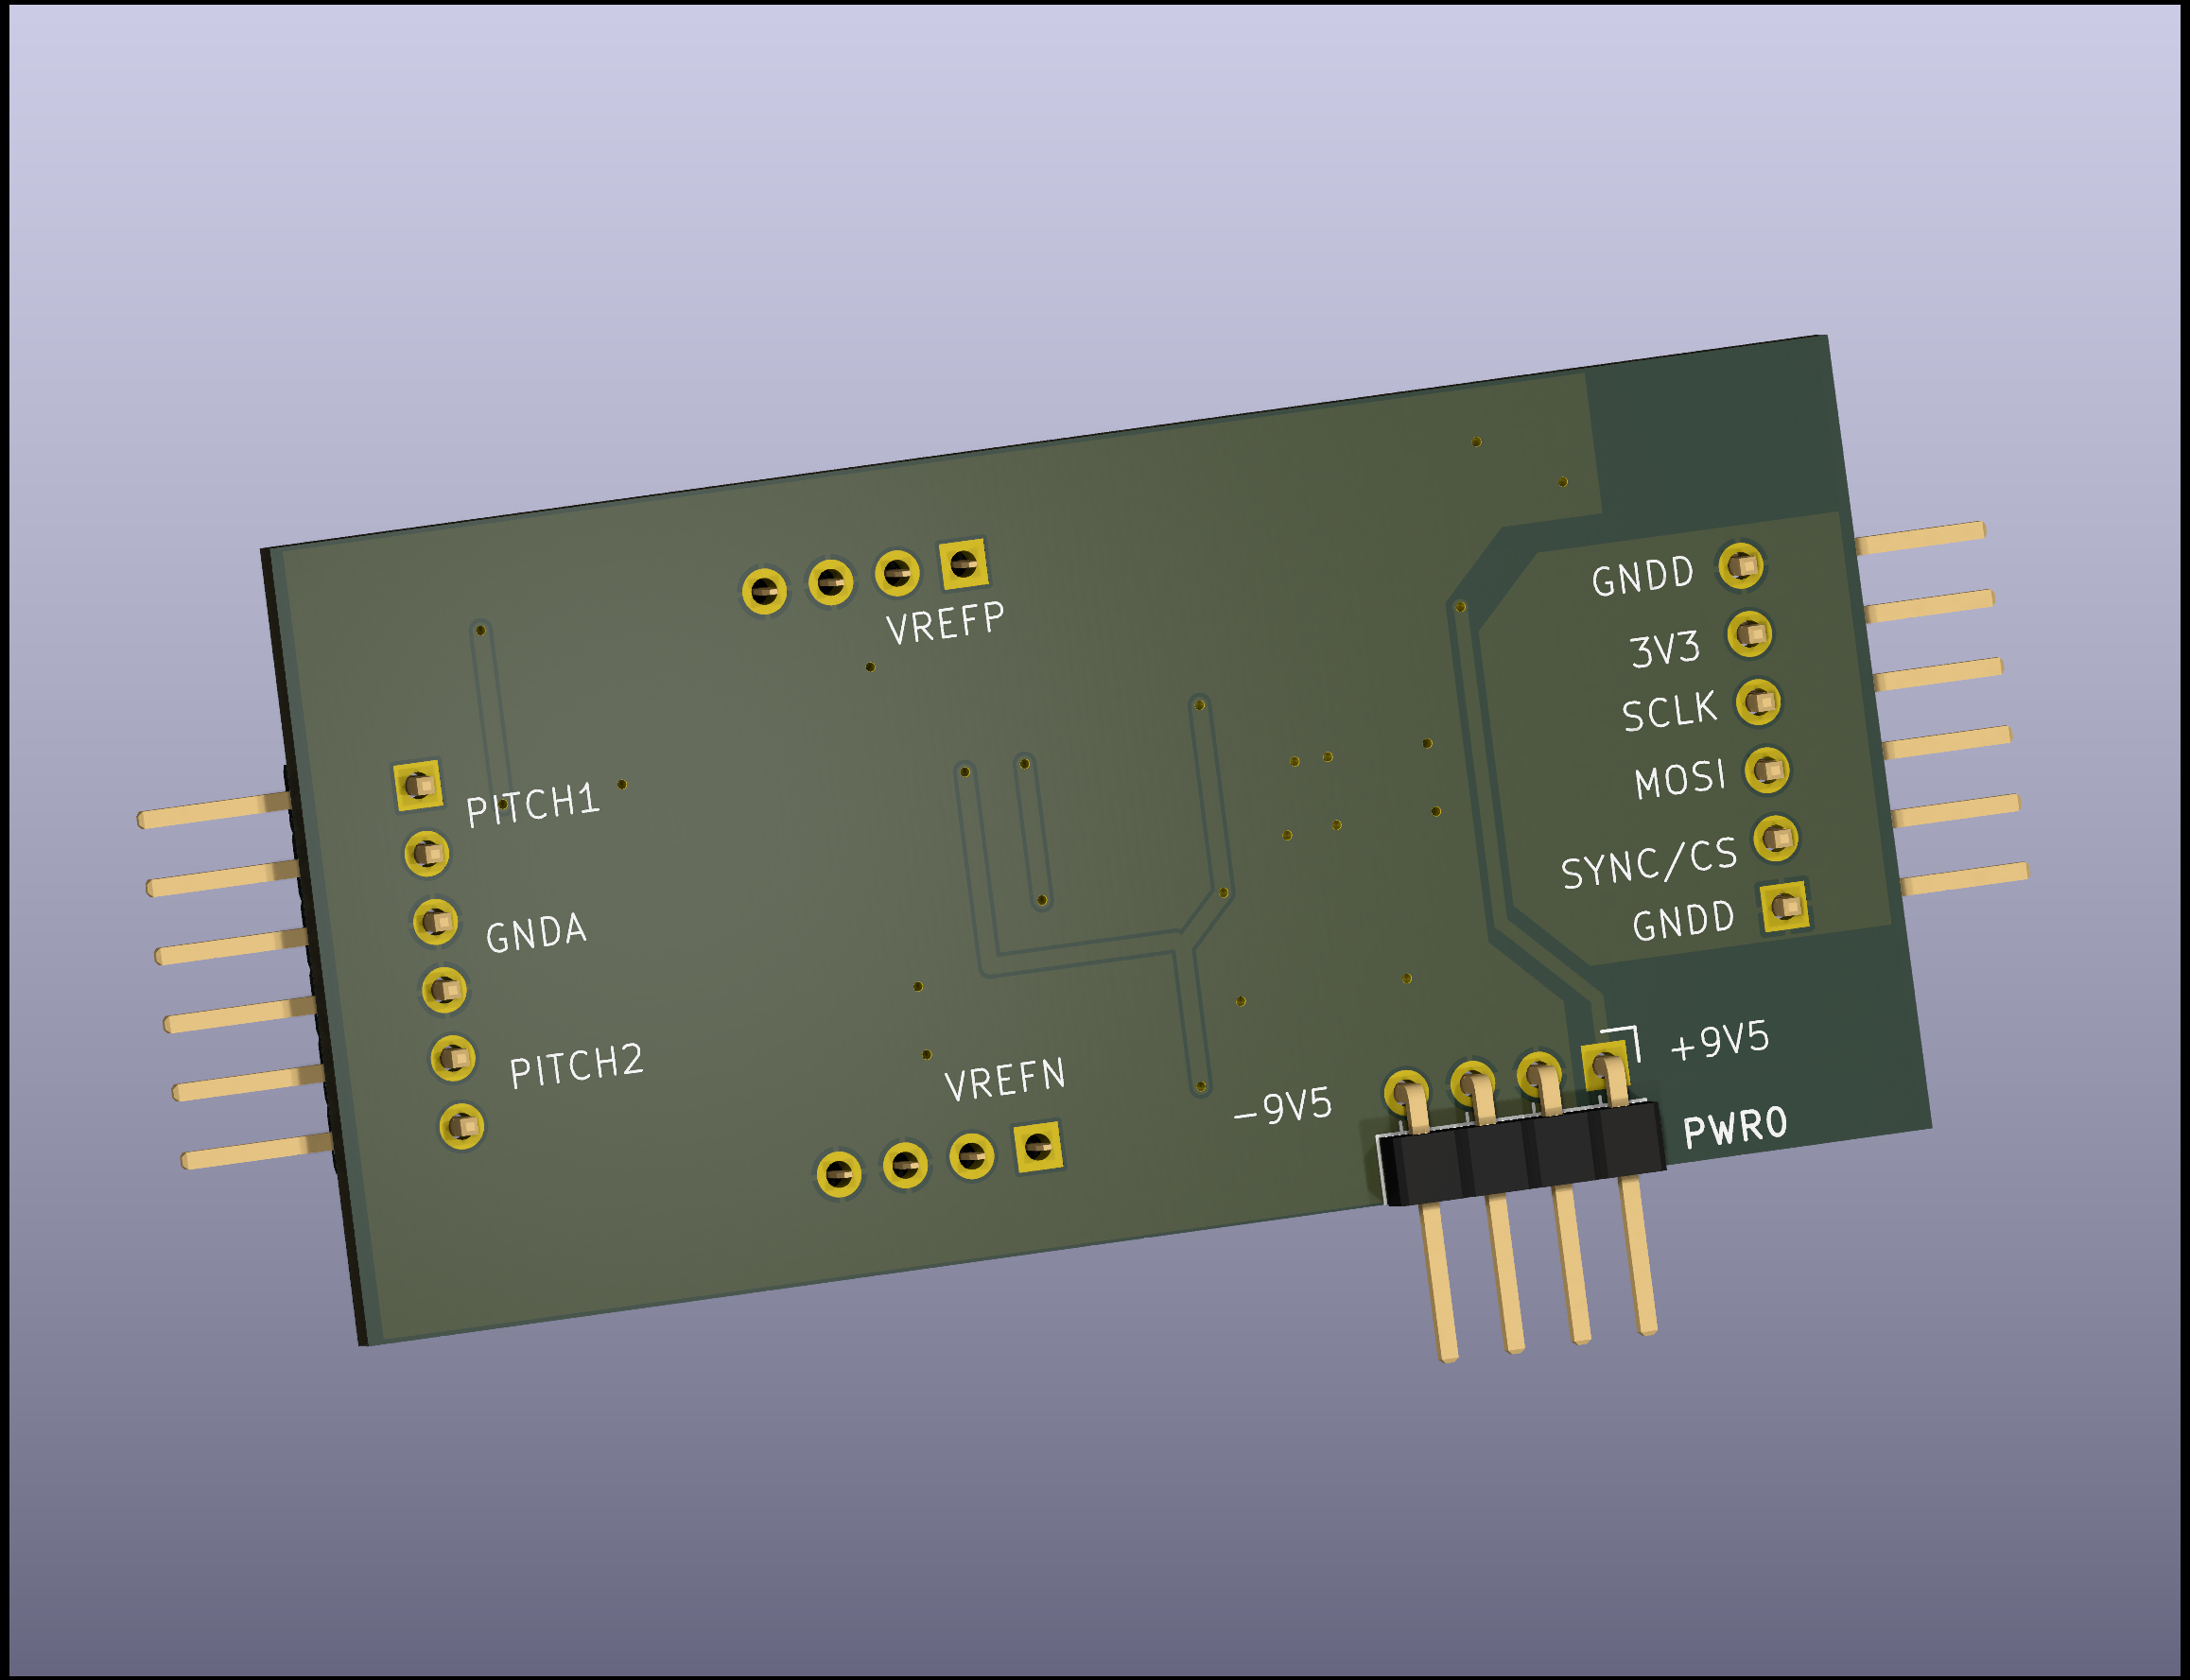 VREFP
GNDD
3V3
SCLK
MOSI
SYNC/CS
GNDD
PITCH1
GNDA
PITCH2
VREFN
-9V5
+9V5
PWR0